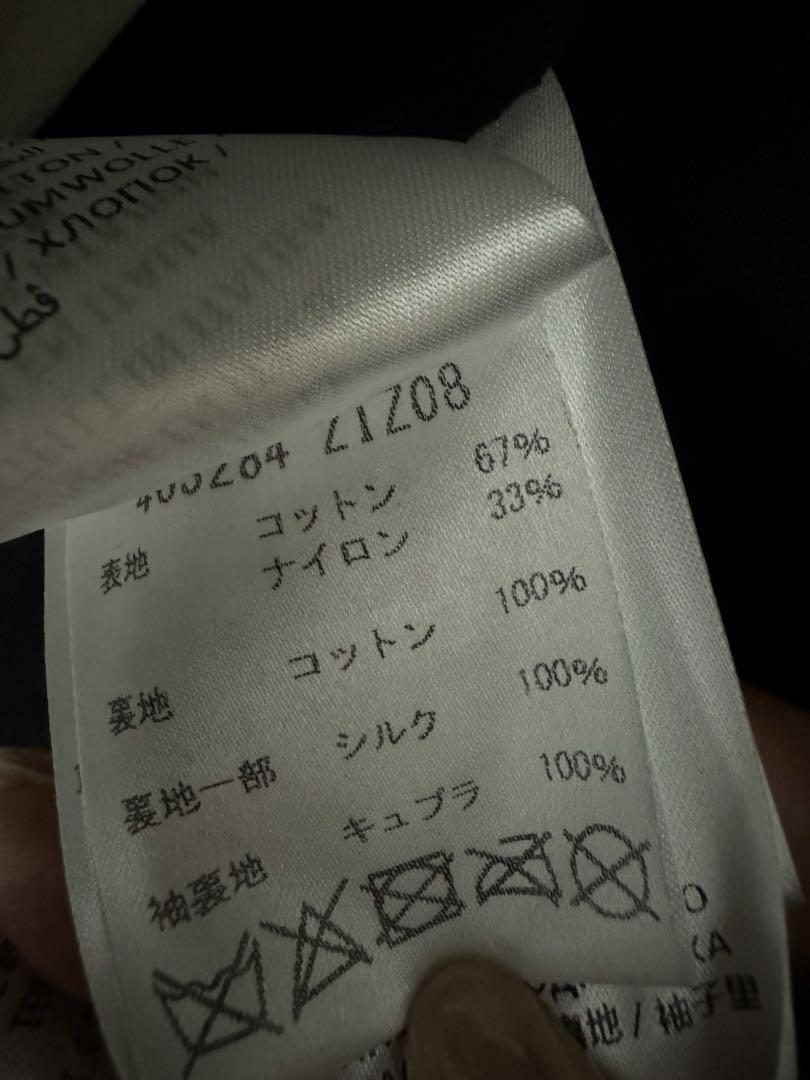 UMWOLLE
/ ХЛОПОК /
قطن
Z1Z08
表地 コットン 67%
ナイロン 33%
裏地 コットン 100%
裏地一部 シルク 100%
袖裏地 キュプラ 100%
地 / 袖子里